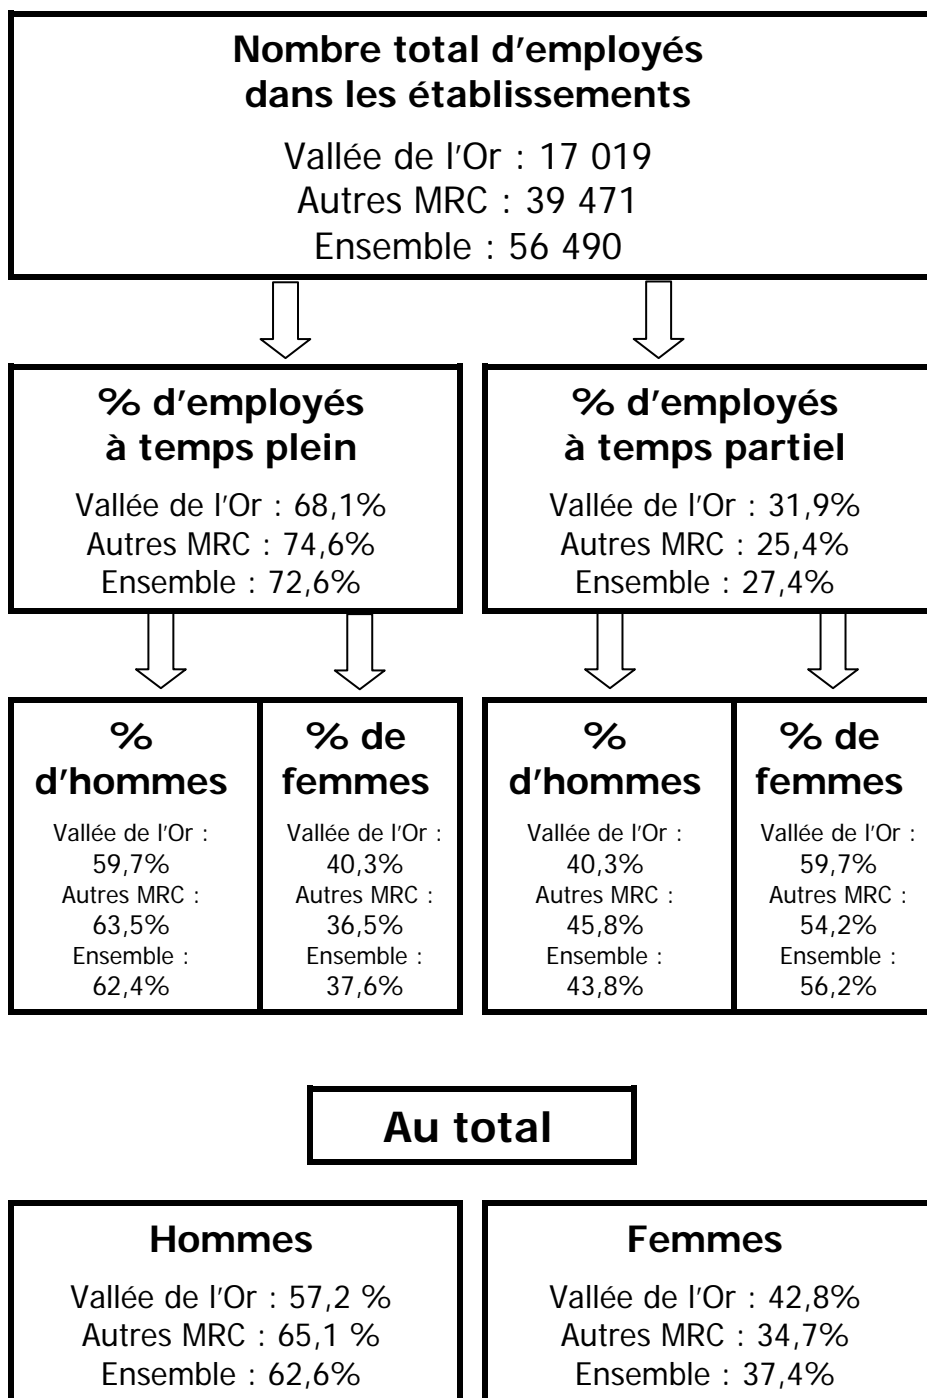 Nombre total d'employés
dans les établissements
Vallée de l'Or : 17 019
Autres MRC : 39 471
Ensemble : 56 490
% d'employés
à temps plein
Vallée de l'Or : 68,1%
Autres MRC : 74,6%
Ensemble : 72,6%
% d'employés
à temps partiel
Vallée de l'Or : 31,9%
Autres MRC : 25,4%
Ensemble : 27,4%
%
d'hommes
Vallée de l'Or :
59,7%
Autres MRC :
63,5%
Ensemble :
62,4%
% de
femmes
Vallée de l'Or :
40,3%
Autres MRC :
36,5%
Ensemble :
37,6%
%
d'hommes
Vallée de l'Or :
40,3%
Autres MRC :
45,8%
Ensemble :
43,8%
% de
femmes
Vallée de l'Or :
59,7%
Autres MRC :
54,2%
Ensemble :
56,2%
Au total
Hommes
Vallée de l'Or : 57,2 %
Autres MRC : 65,1 %
Ensemble : 62,6%
Femmes
Vallée de l'Or : 42,8%
Autres MRC : 34,7%
Ensemble : 37,4%